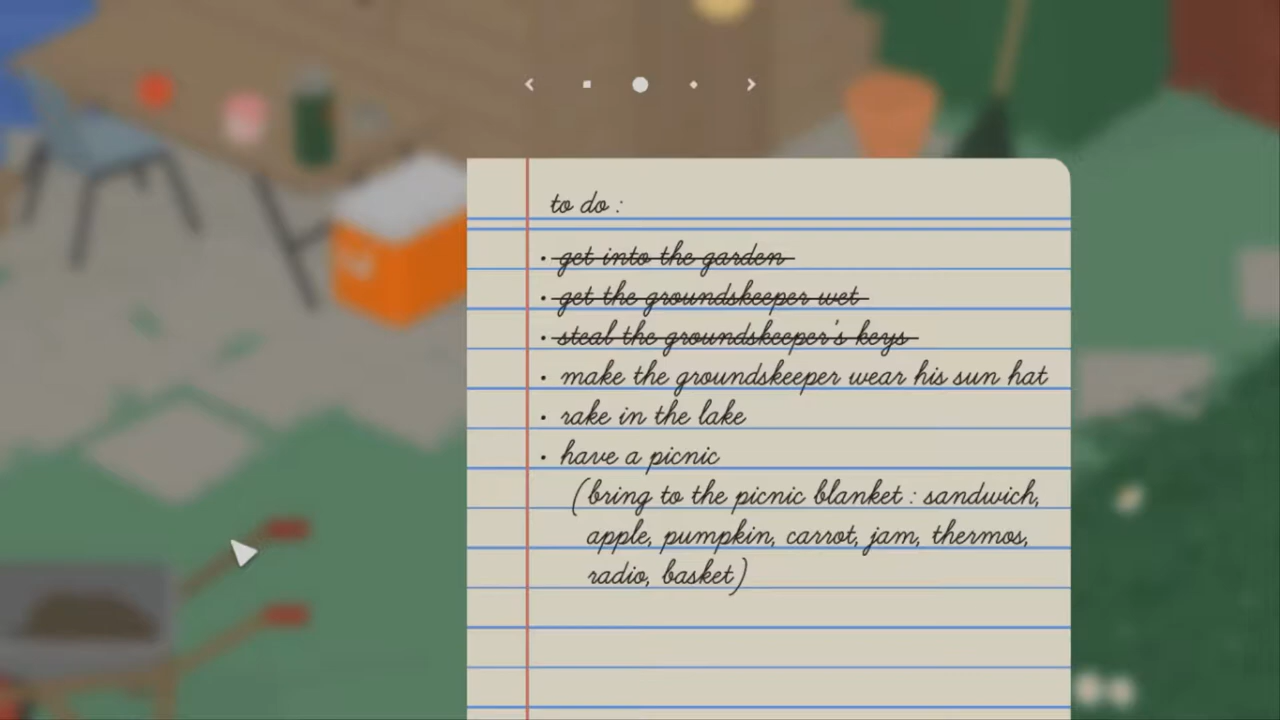 to do :
• get into the garden
• get the groundskeeper wet
• steal the groundskeeper's keys
• make the groundskeeper wear his sun hat
• rake in the lake
• have a picnic
(bring to the picnic blanket : sandwich,
apple, pumpkin, carrot, jam, thermos,
radio, basket)